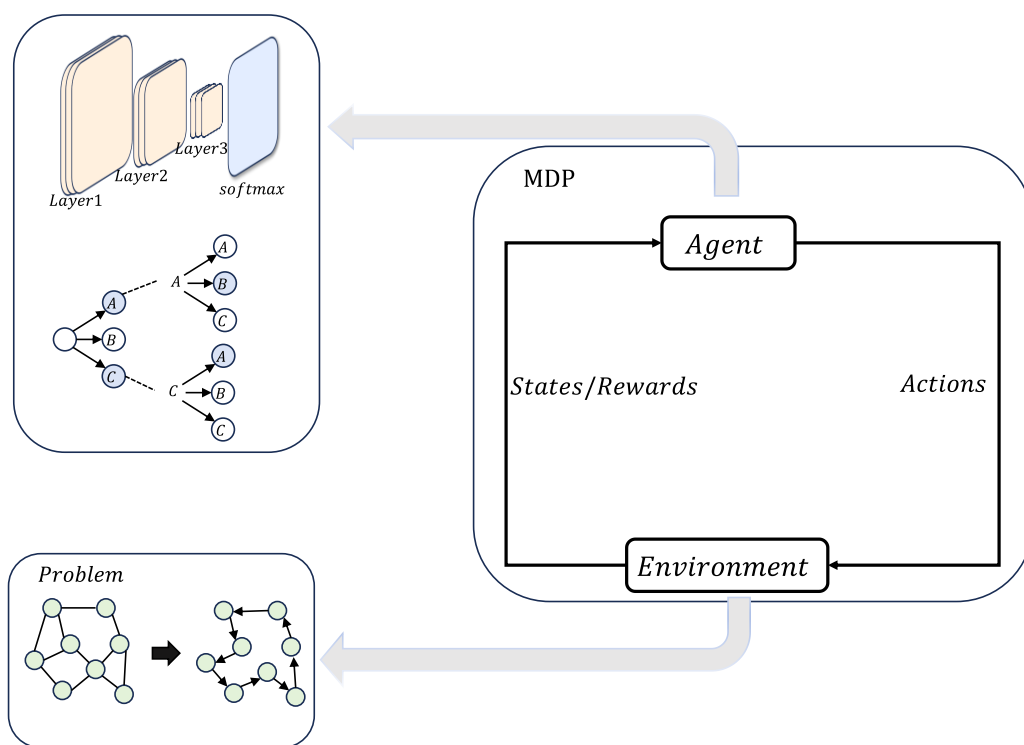 Layer1
Layer2
Layer3
softmax
A
B
C
A
A
B
C
C
A
B
C
MDP
Agent
States/Rewards
Actions
Environment
Problem